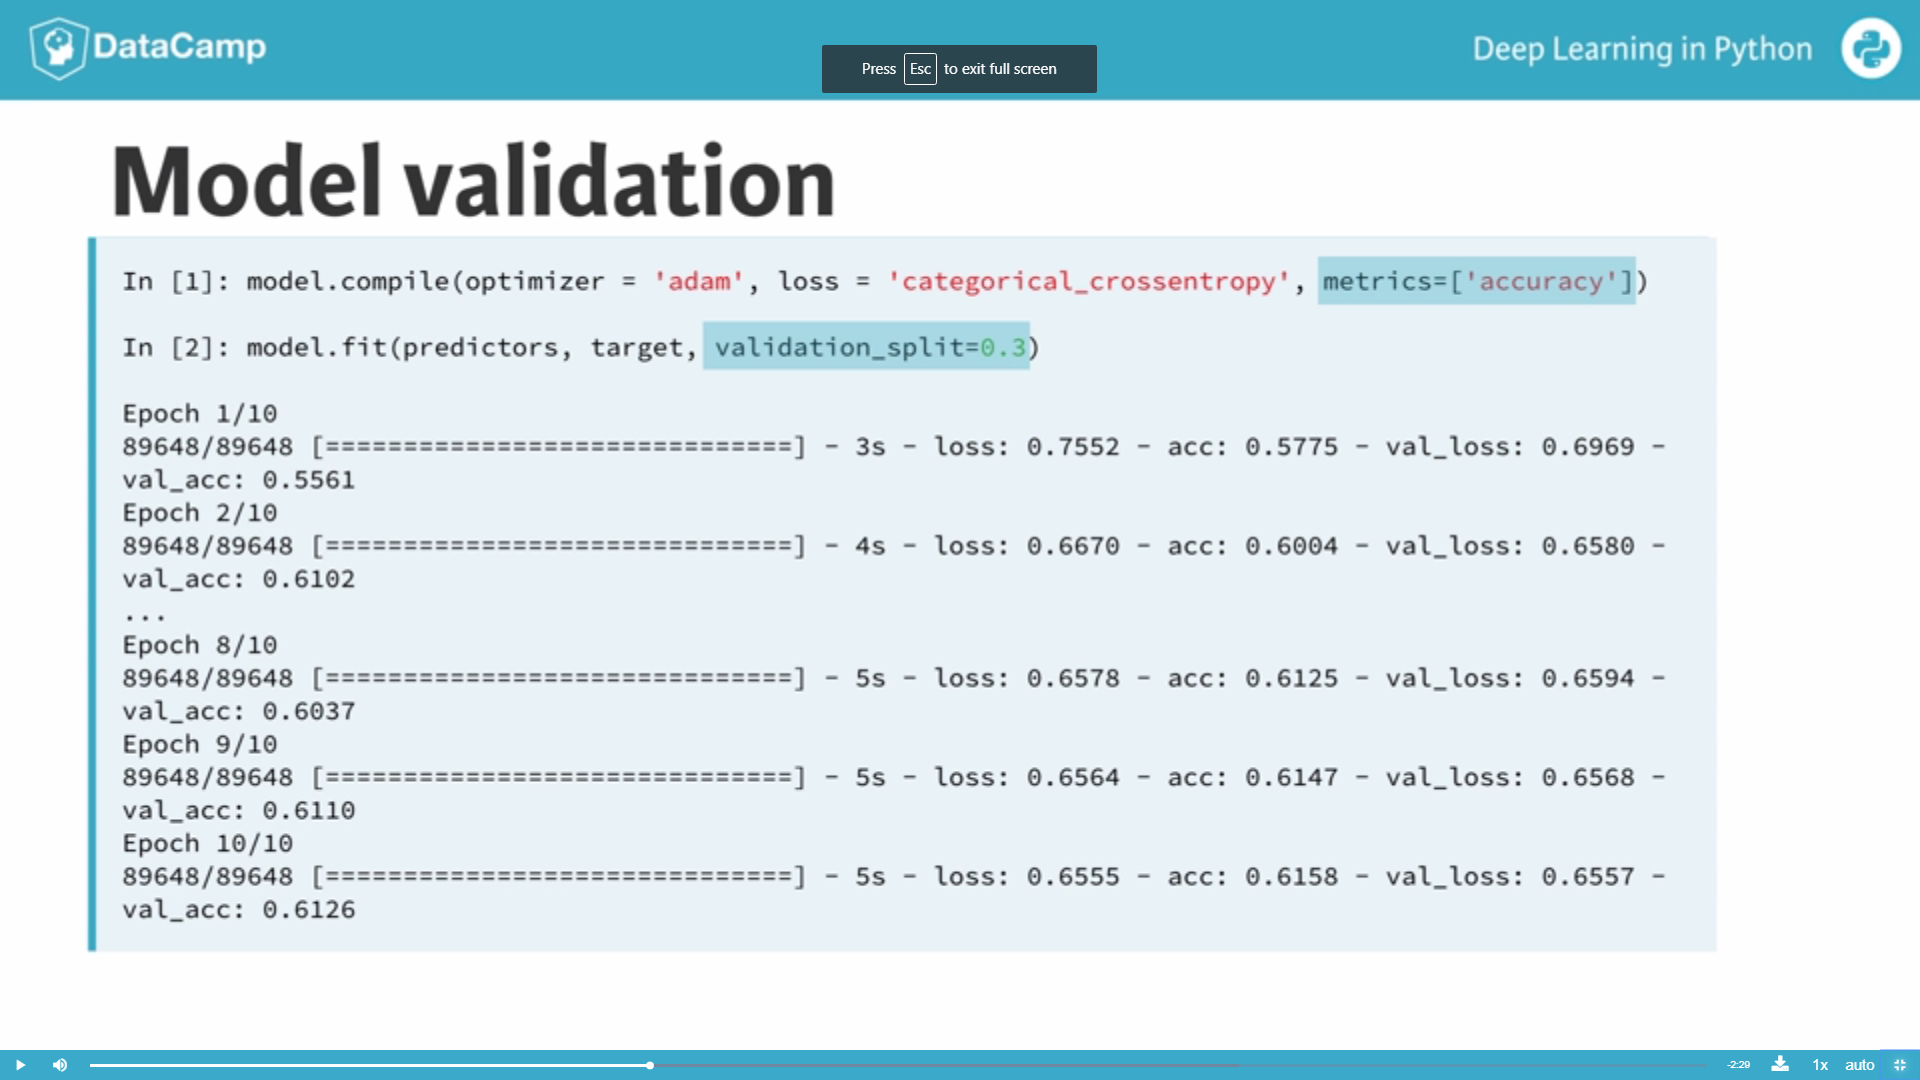 DataCamp
Deep Learning in Python
Press Esc to exit full screen
Model validation
In [1]: model.compile(optimizer = 'adam', loss = 'categorical_crossentropy', metrics=['accuracy'])
In [2]: model.fit(predictors, target, validation_split=0.3)
Epoch 1/10
89648/89648 [==============================] - 3s - loss: 0.7552 - acc: 0.5775 - val_loss: 0.6969 -
val_acc: 0.5561
Epoch 2/10
89648/89648 [==============================] - 4s - loss: 0.6670 - acc: 0.6004 - val_loss: 0.6580 -
val_acc: 0.6102
...
Epoch 8/10
89648/89648 [==============================] - 5s - loss: 0.6578 - acc: 0.6125 - val_loss: 0.6594 -
val_acc: 0.6037
Epoch 9/10
89648/89648 [==============================] - 5s - loss: 0.6564 - acc: 0.6147 - val_loss: 0.6568 -
val_acc: 0.6110
Epoch 10/10
89648/89648 [==============================] - 5s - loss: 0.6555 - acc: 0.6158 - val_loss: 0.6557 -
val_acc: 0.6126
-2:29
1x
auto